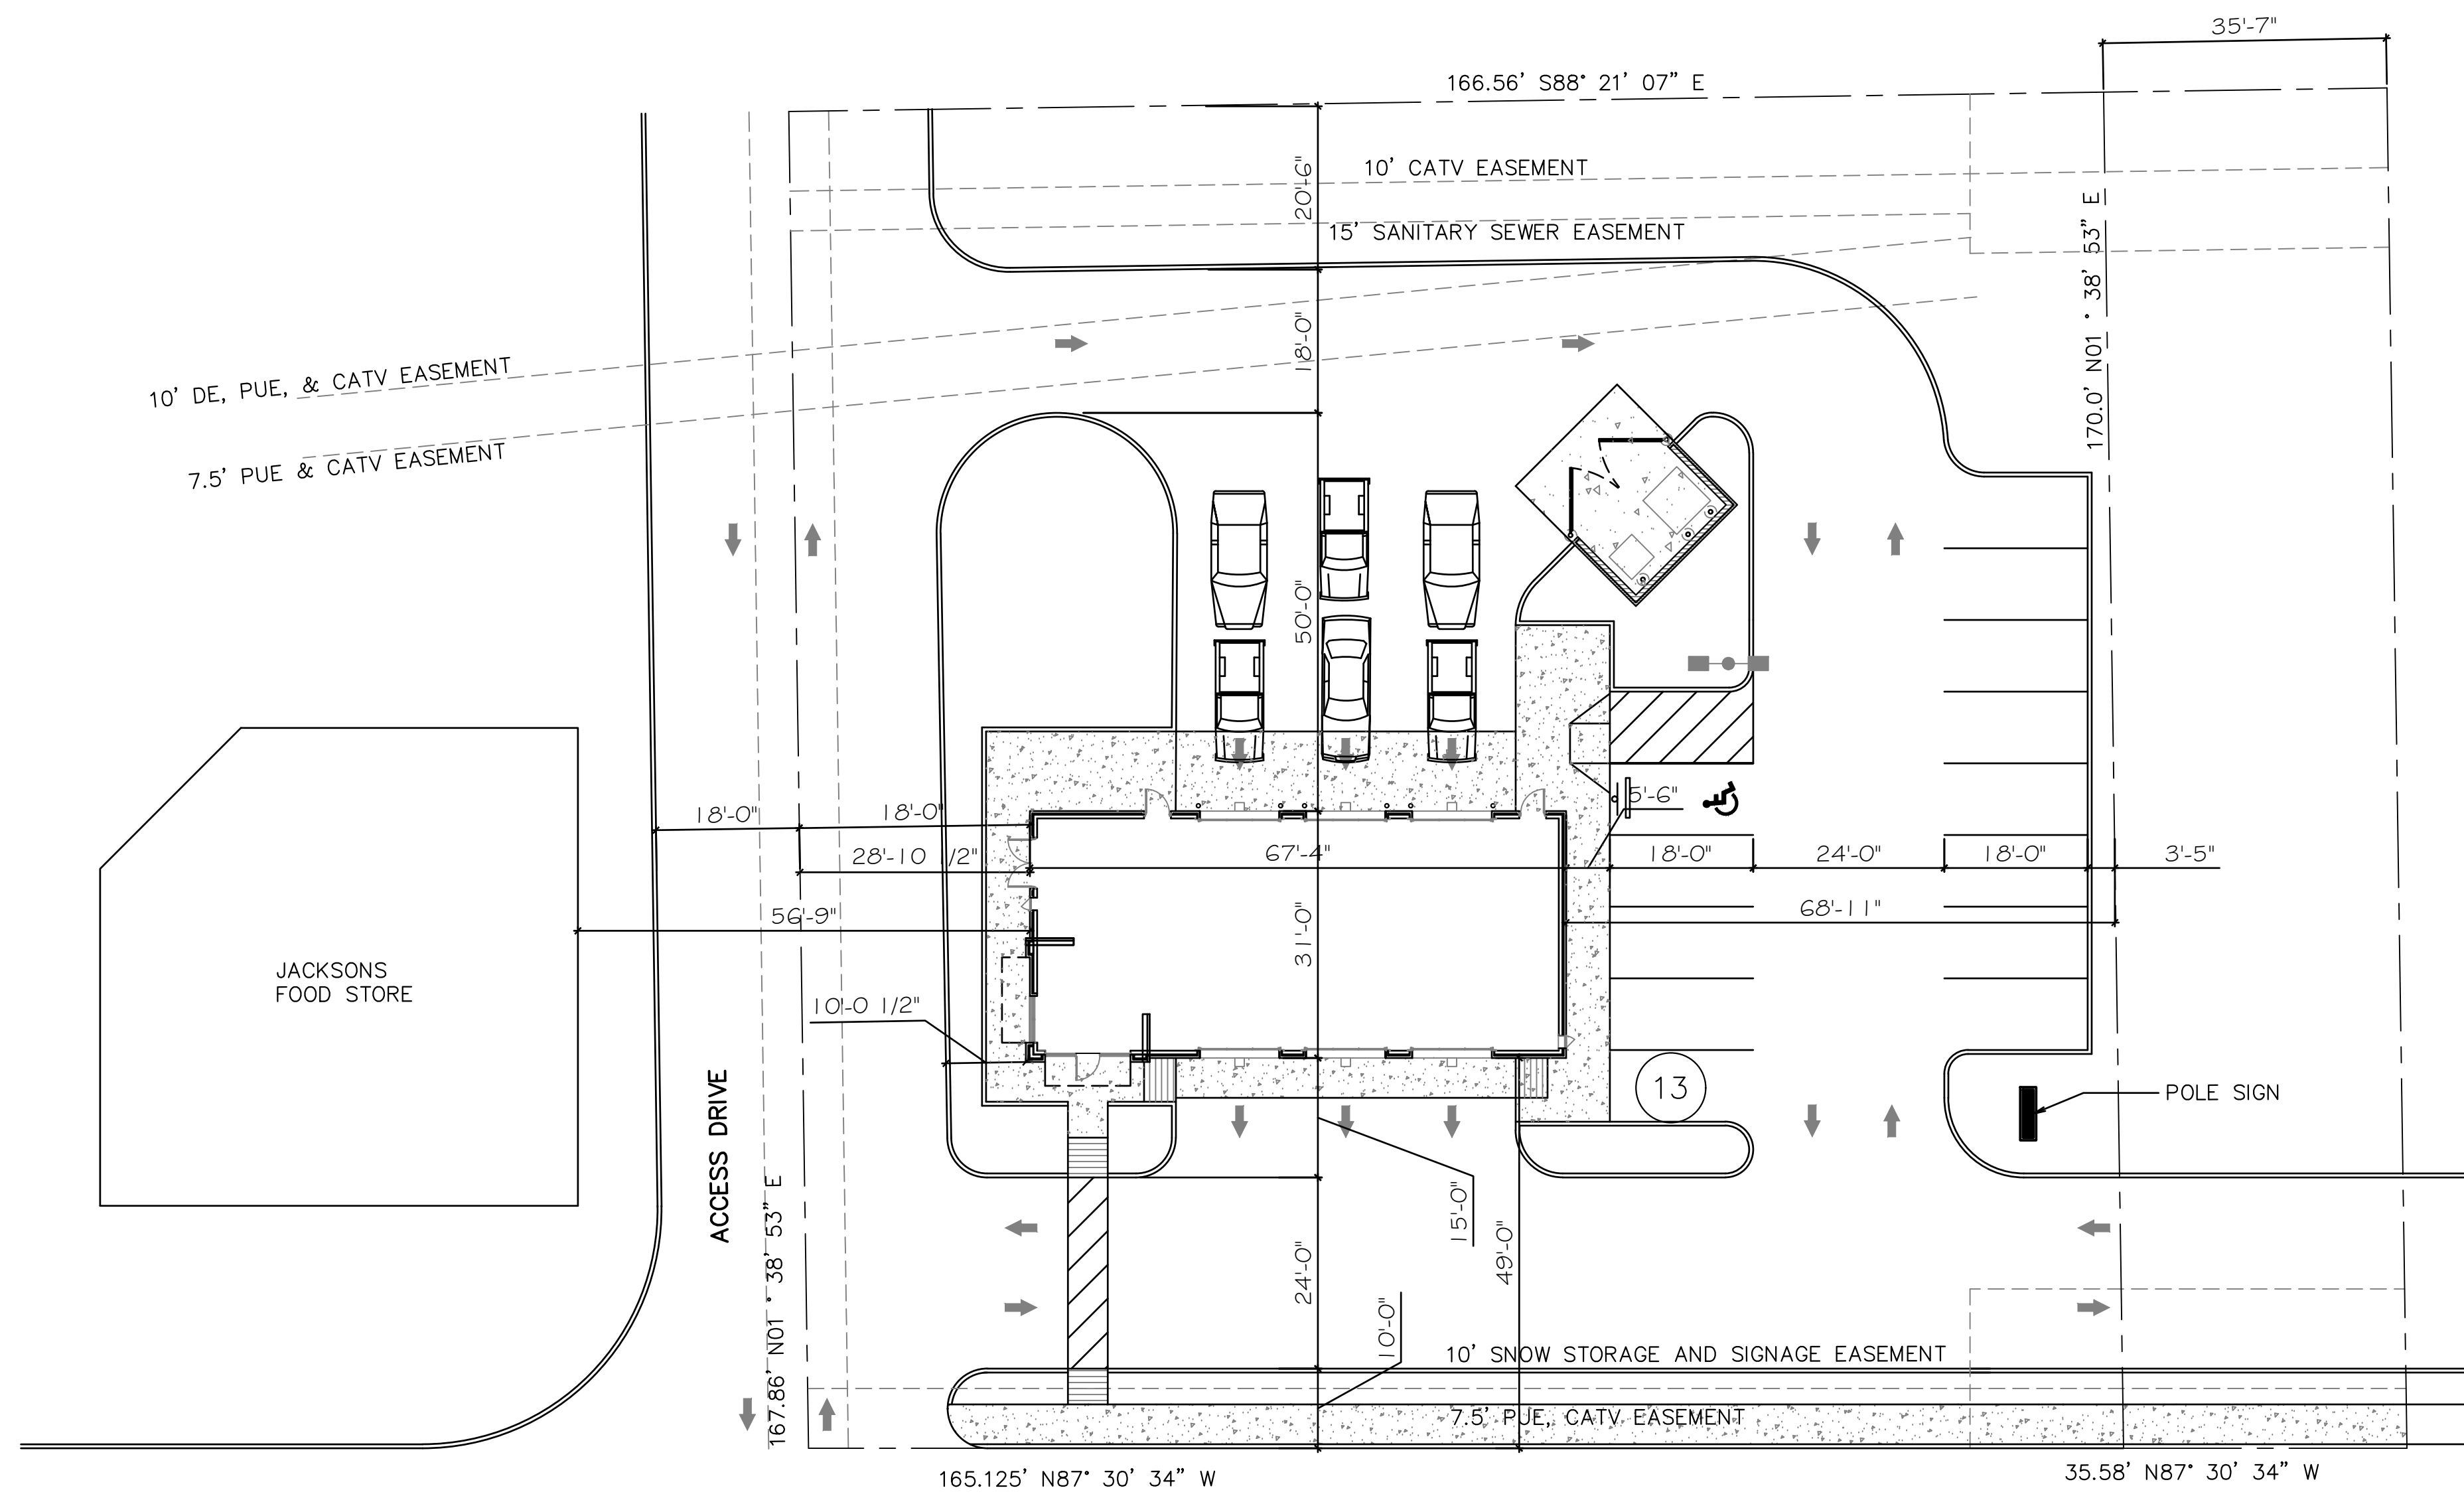 35'-7"
166.56' S88° 21' 07" E
10' CATV EASEMENT
20'-6"
15' SANITARY SEWER EASEMENT
170.0' N01 ° 38' 53" E
18'-0"
10' DE, PUE, & CATV EASEMENT
7.5' PUE & CATV EASEMENT
50'-0"
18'-0"
18'-0"
5'-6"
28'-10 1/2"
67'-4"
18'-0"
24'-0"
18'-0"
3'-5"
56'-9"
31'-0"
68'-11"
JACKSONS
FOOD STORE
10'-0 1/2"
13
POLE SIGN
ACCESS DRIVE
167.86' N01 ° 38' 53" E
15'-0"
49'-0"
24'-0"
10'-0"
10' SNOW STORAGE AND SIGNAGE EASEMENT
7.5' PUE, CATV EASEMENT
165.125' N87° 30' 34" W
35.58' N87° 30' 34" W